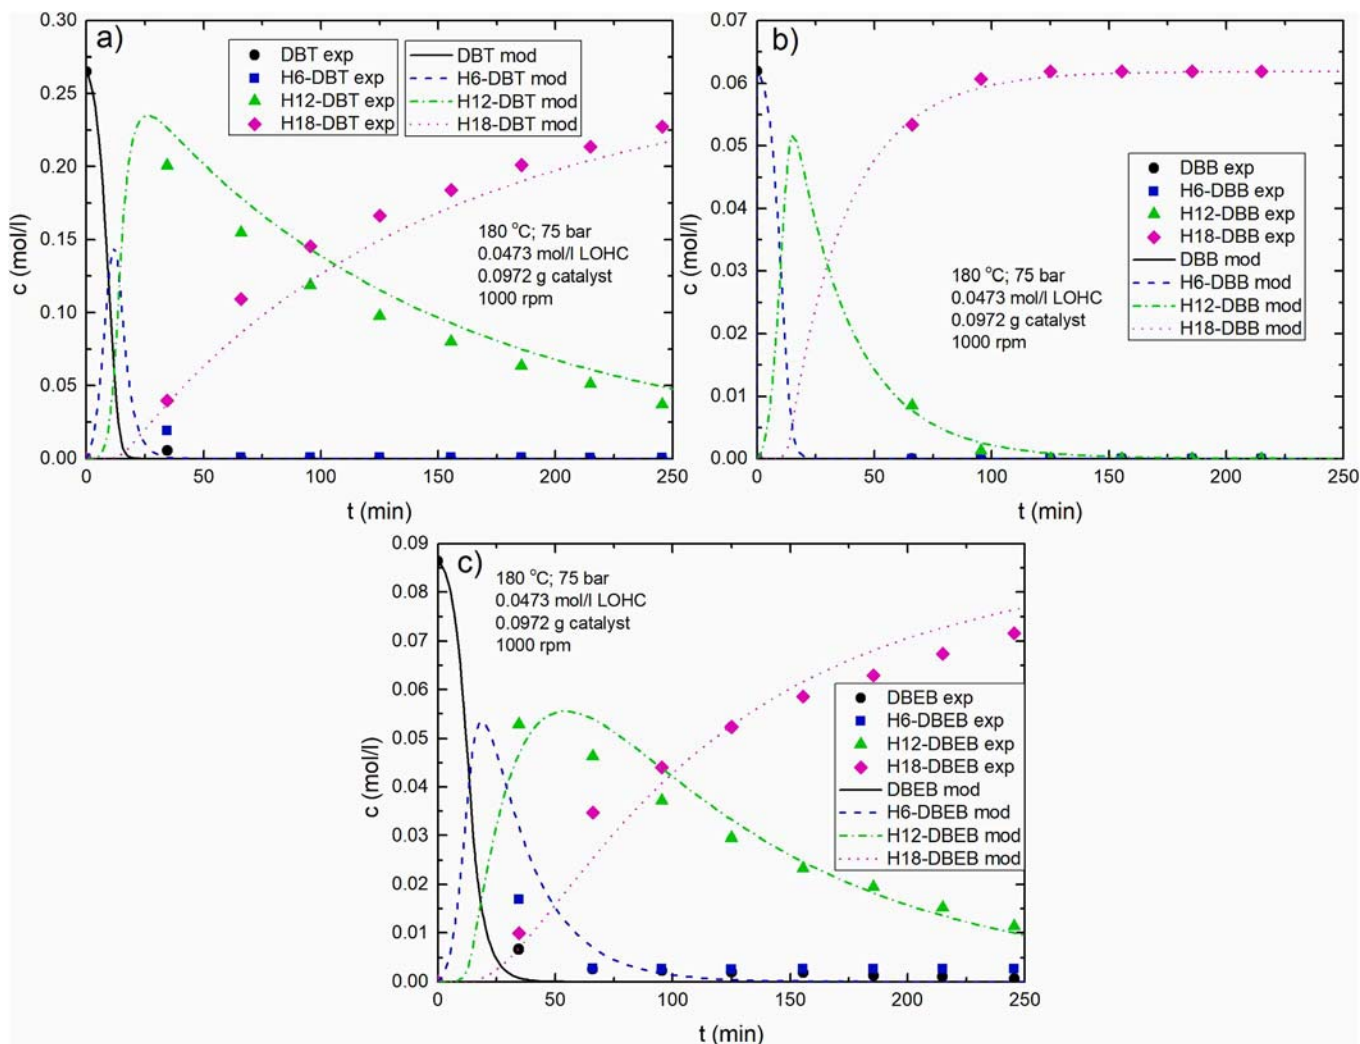 a)
0.30
0.25
0.20
0.15
0.10
0.05
0.00
c (mol/l)
DBT exp
H6-DBT exp
H12-DBT exp
H18-DBT exp
DBT mod
H6-DBT mod
H12-DBT mod
H18-DBT mod
180 °C; 75 bar
0.0473 mol/l LOHC
0.0972 g catalyst
1000 rpm
0 50 100 150 200 250
t (min)
b)
0.07
0.06
0.05
0.04
0.03
0.02
0.01
0.00
c (mol/l)
DBB exp
H6-DBB exp
H12-DBB exp
H18-DBB exp
DBB mod
H6-DBB mod
H12-DBB mod
H18-DBB mod
180 °C; 75 bar
0.0473 mol/l LOHC
0.0972 g catalyst
1000 rpm
0 50 100 150 200 250
t (min)
c)
0.09
0.08
0.07
0.06
0.05
0.04
0.03
0.02
0.01
0.00
c (mol/l)
180 °C; 75 bar
0.0473 mol/l LOHC
0.0972 g catalyst
1000 rpm
DBEB exp
H6-DBEB exp
H12-DBEB exp
H18-DBEB exp
DBEB mod
H6-DBEB mod
H12-DBEB mod
H18-DBEB mod
0 50 100 150 200 250
t (min)